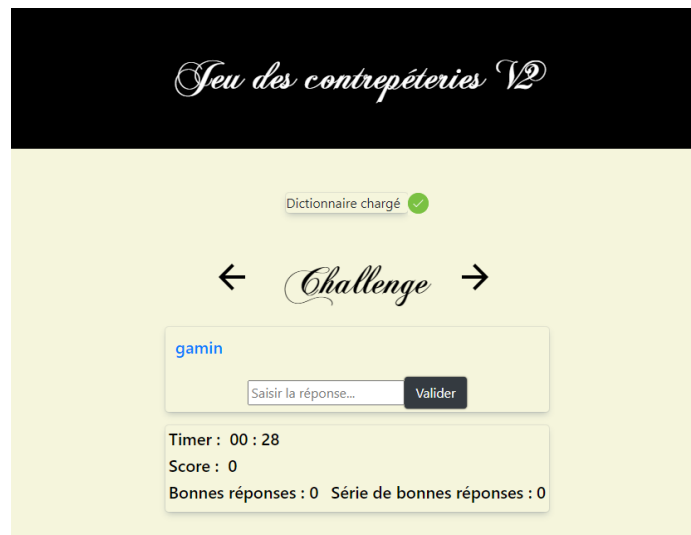 Jeu des contrepéteries V2
Dictionnaire chargé
Challenge
gamin
Saisir la réponse... Valider
Timer : 00 : 28
Score : 0
Bonnes réponses : 0 Série de bonnes réponses : 0